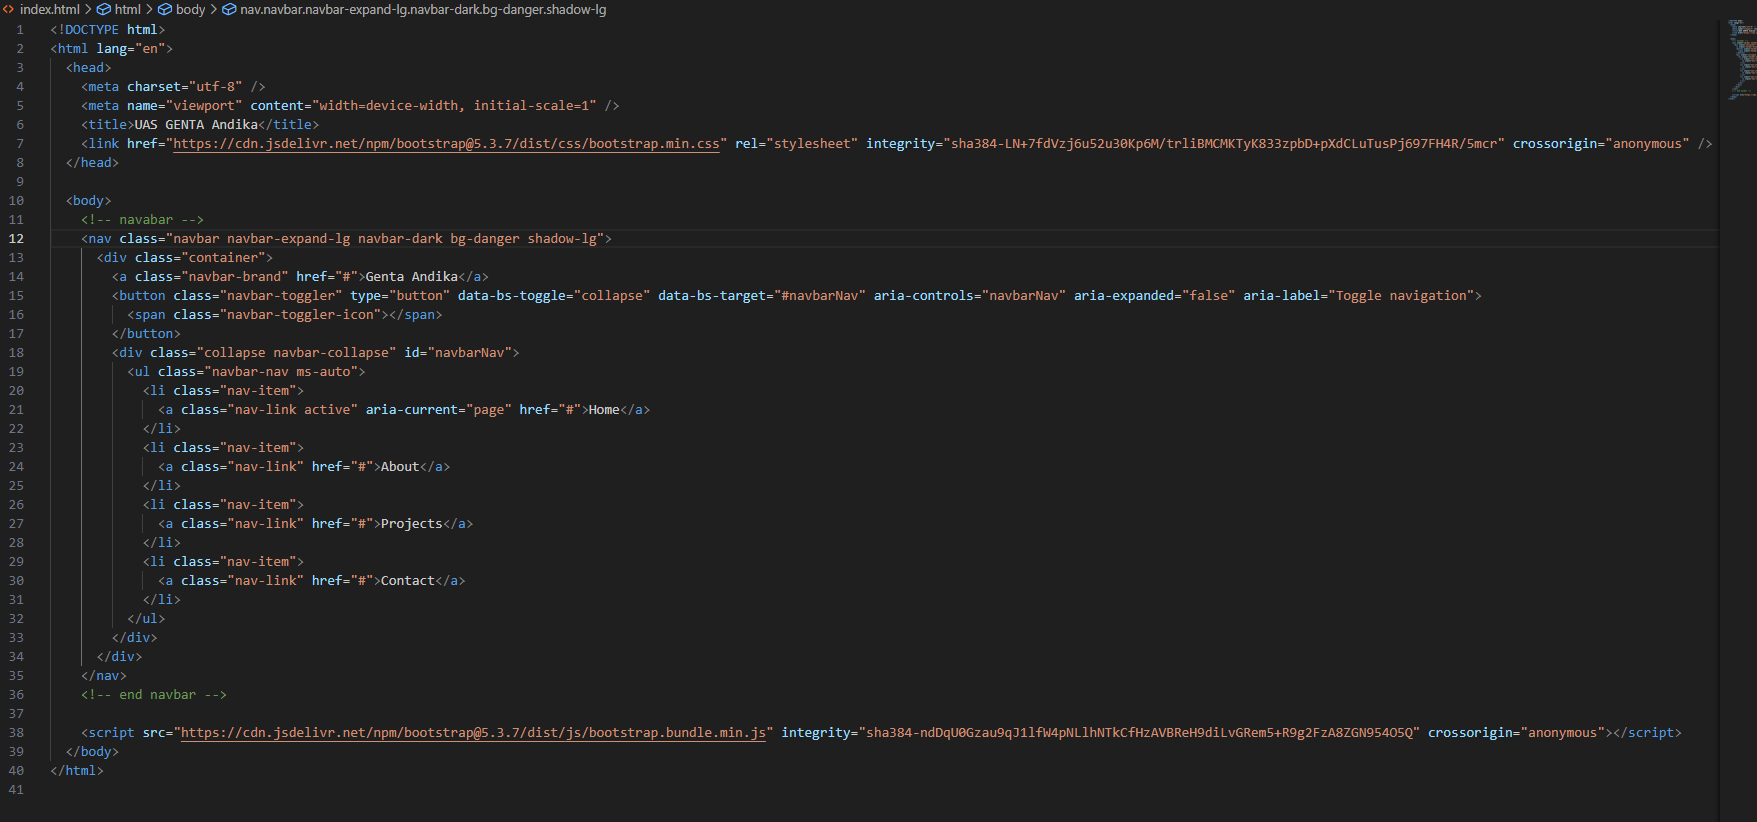 index.html > html > body > nav.navbar.navbar-expand-lg.navbar-dark.bg-danger.shadow-lg
1 <!DOCTYPE html>
2 <html lang="en">
3 <head>
4 <meta charset="utf-8" />
5 <meta name="viewport" content="width=device-width, initial-scale=1" />
6 <title>UAS GENTA Andika</title>
7 <link href="https://cdn.jsdelivr.net/npm/bootstrap@5.3.7/dist/css/bootstrap.min.css" rel="stylesheet" integrity="sha384-LN+7fdVzj6u52u30Kp6M/trliBMCMKTyK833zpbD+pXdCLuTusPj697FH4R/5mcr" crossorigin="anonymous" />
8 </head>
9
10 <body>
11 <!-- navabar -->
12 <nav class="navbar navbar-expand-lg navbar-dark bg-danger shadow-lg">
13 <div class="container">
14 <a class="navbar-brand" href="#">Genta Andika</a>
15 <button class="navbar-toggler" type="button" data-bs-toggle="collapse" data-bs-target="#navbarNav" aria-controls="navbarNav" aria-expanded="false" aria-label="Toggle navigation">
16 <span class="navbar-toggler-icon"></span>
17 </button>
18 <div class="collapse navbar-collapse" id="navbarNav">
19 <ul class="navbar-nav ms-auto">
20 <li class="nav-item">
21 <a class="nav-link active" aria-current="page" href="#">Home</a>
22 </li>
23 <li class="nav-item">
24 <a class="nav-link" href="#">About</a>
25 </li>
26 <li class="nav-item">
27 <a class="nav-link" href="#">Projects</a>
28 </li>
29 <li class="nav-item">
30 <a class="nav-link" href="#">Contact</a>
31 </li>
32 </ul>
33 </div>
34 </div>
35 </nav>
36 <!-- end navbar -->
37
38 <script src="https://cdn.jsdelivr.net/npm/bootstrap@5.3.7/dist/js/bootstrap.bundle.min.js" integrity="sha384-ndDqU0Gzau9qJ1lfW4pNLlhNTkCfHzAVBReH9diLvGRem5+R9g2FzA8ZGN954O5Q" crossorigin="anonymous"></script>
39 </body>
40 </html>
41